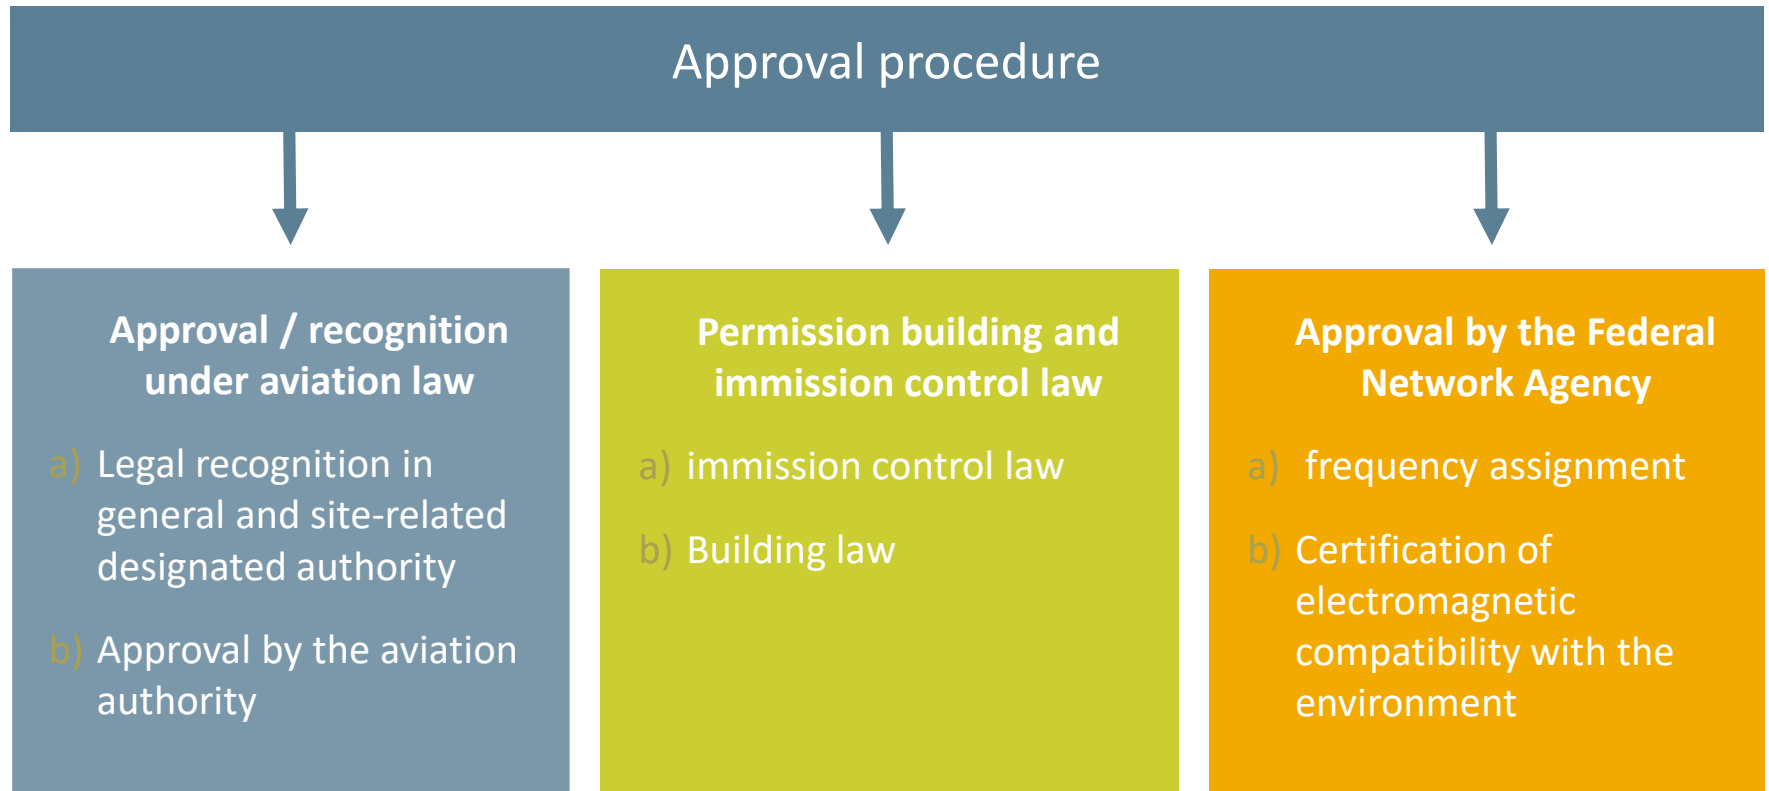 Approval procedure
Approval / recognition
under aviation law
a) Legal recognition in
general and site-related
designated authority
b) Approval by the aviation
authority
Permission building and
immission control law
a) immission control law
b) Building law
Approval by the Federal
Network Agency
a) frequency assignment
b) Certification of
electromagnetic
compatibility with the
environment